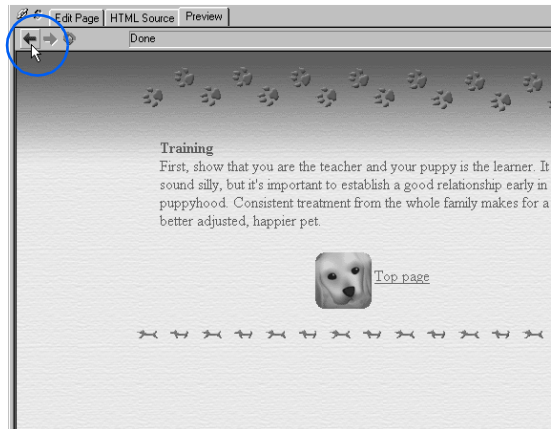 Edit Page
HTML Source
Preview
Done
Training
First, show that you are the teacher and your puppy is the learner. It
sound silly, but it's important to establish a good relationship early in
puppyhood. Consistent treatment from the whole family makes for a
better adjusted, happier pet.
Top page